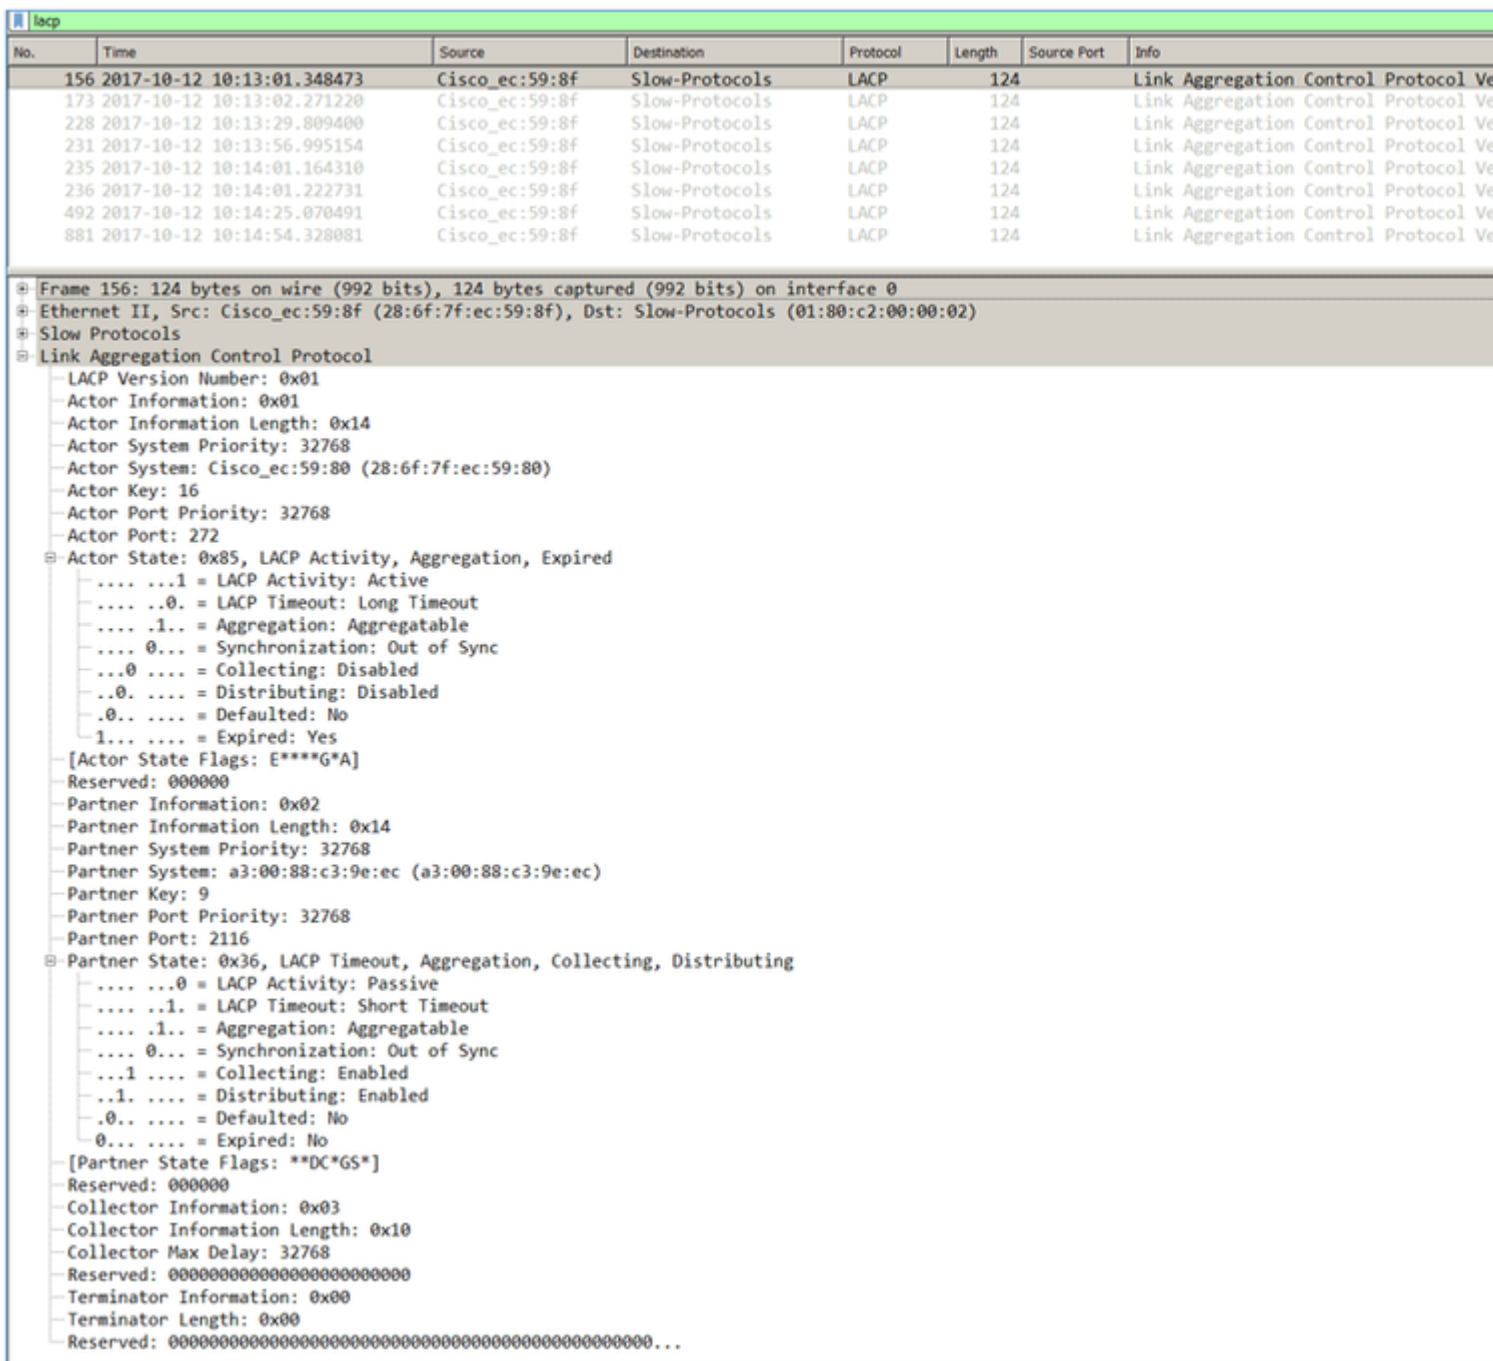 lacp
No. Time Source Destination Protocol Length Source Port Info
156 2017-10-12 10:13:01.348473 Cisco_ec:59:8f Slow-Protocols LACP 124 Link Aggregation Control Protocol Ve
173 2017-10-12 10:13:02.271220 Cisco_ec:59:8f Slow-Protocols LACP 124 Link Aggregation Control Protocol Ve
228 2017-10-12 10:13:29.809400 Cisco_ec:59:8f Slow-Protocols LACP 124 Link Aggregation Control Protocol Ve
231 2017-10-12 10:13:56.995154 Cisco_ec:59:8f Slow-Protocols LACP 124 Link Aggregation Control Protocol Ve
235 2017-10-12 10:14:01.164310 Cisco_ec:59:8f Slow-Protocols LACP 124 Link Aggregation Control Protocol Ve
236 2017-10-12 10:14:01.222731 Cisco_ec:59:8f Slow-Protocols LACP 124 Link Aggregation Control Protocol Ve
492 2017-10-12 10:14:25.070491 Cisco_ec:59:8f Slow-Protocols LACP 124 Link Aggregation Control Protocol Ve
881 2017-10-12 10:14:54.328081 Cisco_ec:59:8f Slow-Protocols LACP 124 Link Aggregation Control Protocol Ve
Frame 156: 124 bytes on wire (992 bits), 124 bytes captured (992 bits) on interface 0
Ethernet II, Src: Cisco_ec:59:8f (28:6f:7f:ec:59:8f), Dst: Slow-Protocols (01:80:c2:00:00:02)
Slow Protocols
Link Aggregation Control Protocol
LACP Version Number: 0x01
Actor Information: 0x01
Actor Information Length: 0x14
Actor System Priority: 32768
Actor System: Cisco_ec:59:80 (28:6f:7f:ec:59:80)
Actor Key: 16
Actor Port Priority: 32768
Actor Port: 272
Actor State: 0x85, LACP Activity, Aggregation, Expired
.... ...1 = LACP Activity: Active
.... ..0. = LACP Timeout: Long Timeout
.... .1.. = Aggregation: Aggregatable
.... 0... = Synchronization: Out of Sync
...0 .... = Collecting: Disabled
..0. .... = Distributing: Disabled
.0.. .... = Defaulted: No
1... .... = Expired: Yes
[Actor State Flags: E****G*A]
Reserved: 000000
Partner Information: 0x02
Partner Information Length: 0x14
Partner System Priority: 32768
Partner System: a3:00:88:c3:9e:ec (a3:00:88:c3:9e:ec)
Partner Key: 9
Partner Port Priority: 32768
Partner Port: 2116
Partner State: 0x36, LACP Timeout, Aggregation, Collecting, Distributing
.... ...0 = LACP Activity: Passive
.... ..1. = LACP Timeout: Short Timeout
.... .1.. = Aggregation: Aggregatable
.... 0... = Synchronization: Out of Sync
...1 .... = Collecting: Enabled
..1. .... = Distributing: Enabled
.0.. .... = Defaulted: No
0... .... = Expired: No
[Partner State Flags: **DC*GS*]
Reserved: 000000
Collector Information: 0x03
Collector Information Length: 0x10
Collector Max Delay: 32768
Reserved: 000000000000000000000000
Terminator Information: 0x00
Terminator Length: 0x00
Reserved: 000000000000000000000000000000000000000000000000...